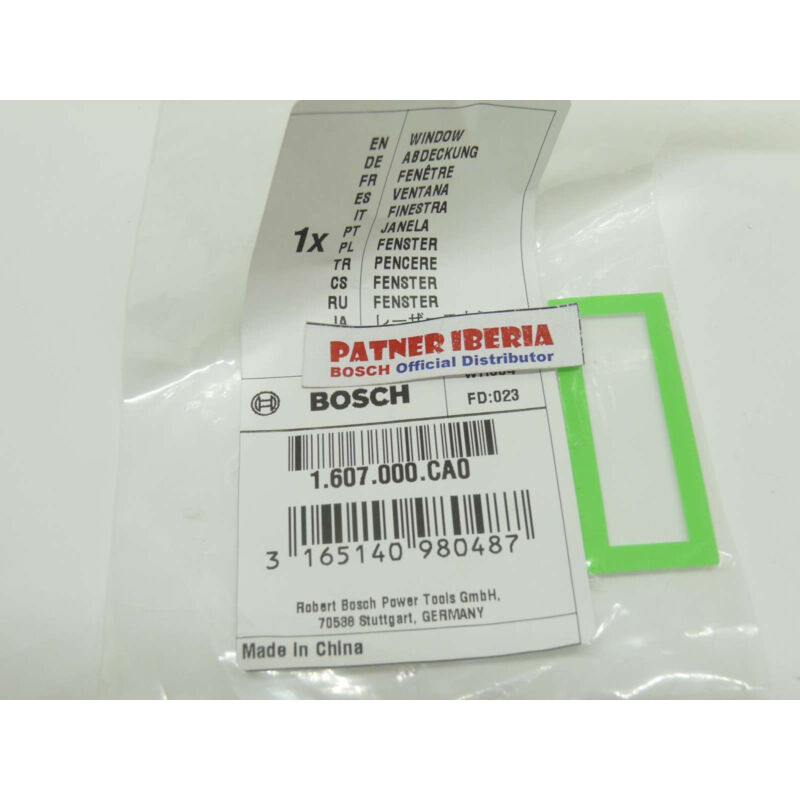 EN WINDOW
DE ABDECKUNG
FR FENÊTRE
ES VENTANA
IT FINESTRA
PT JANELA
1x PL FENSTER
TR PENCERE
CS FENSTER
RU FENSTER
PATNER IBERIA
BOSCH Official Distributor
BOSCH
FD:023
1.607.000.CA0
3 165140 980487
Robert Bosch Power Tools GmbH,
70538 Stuttgart, GERMANY
Made in China